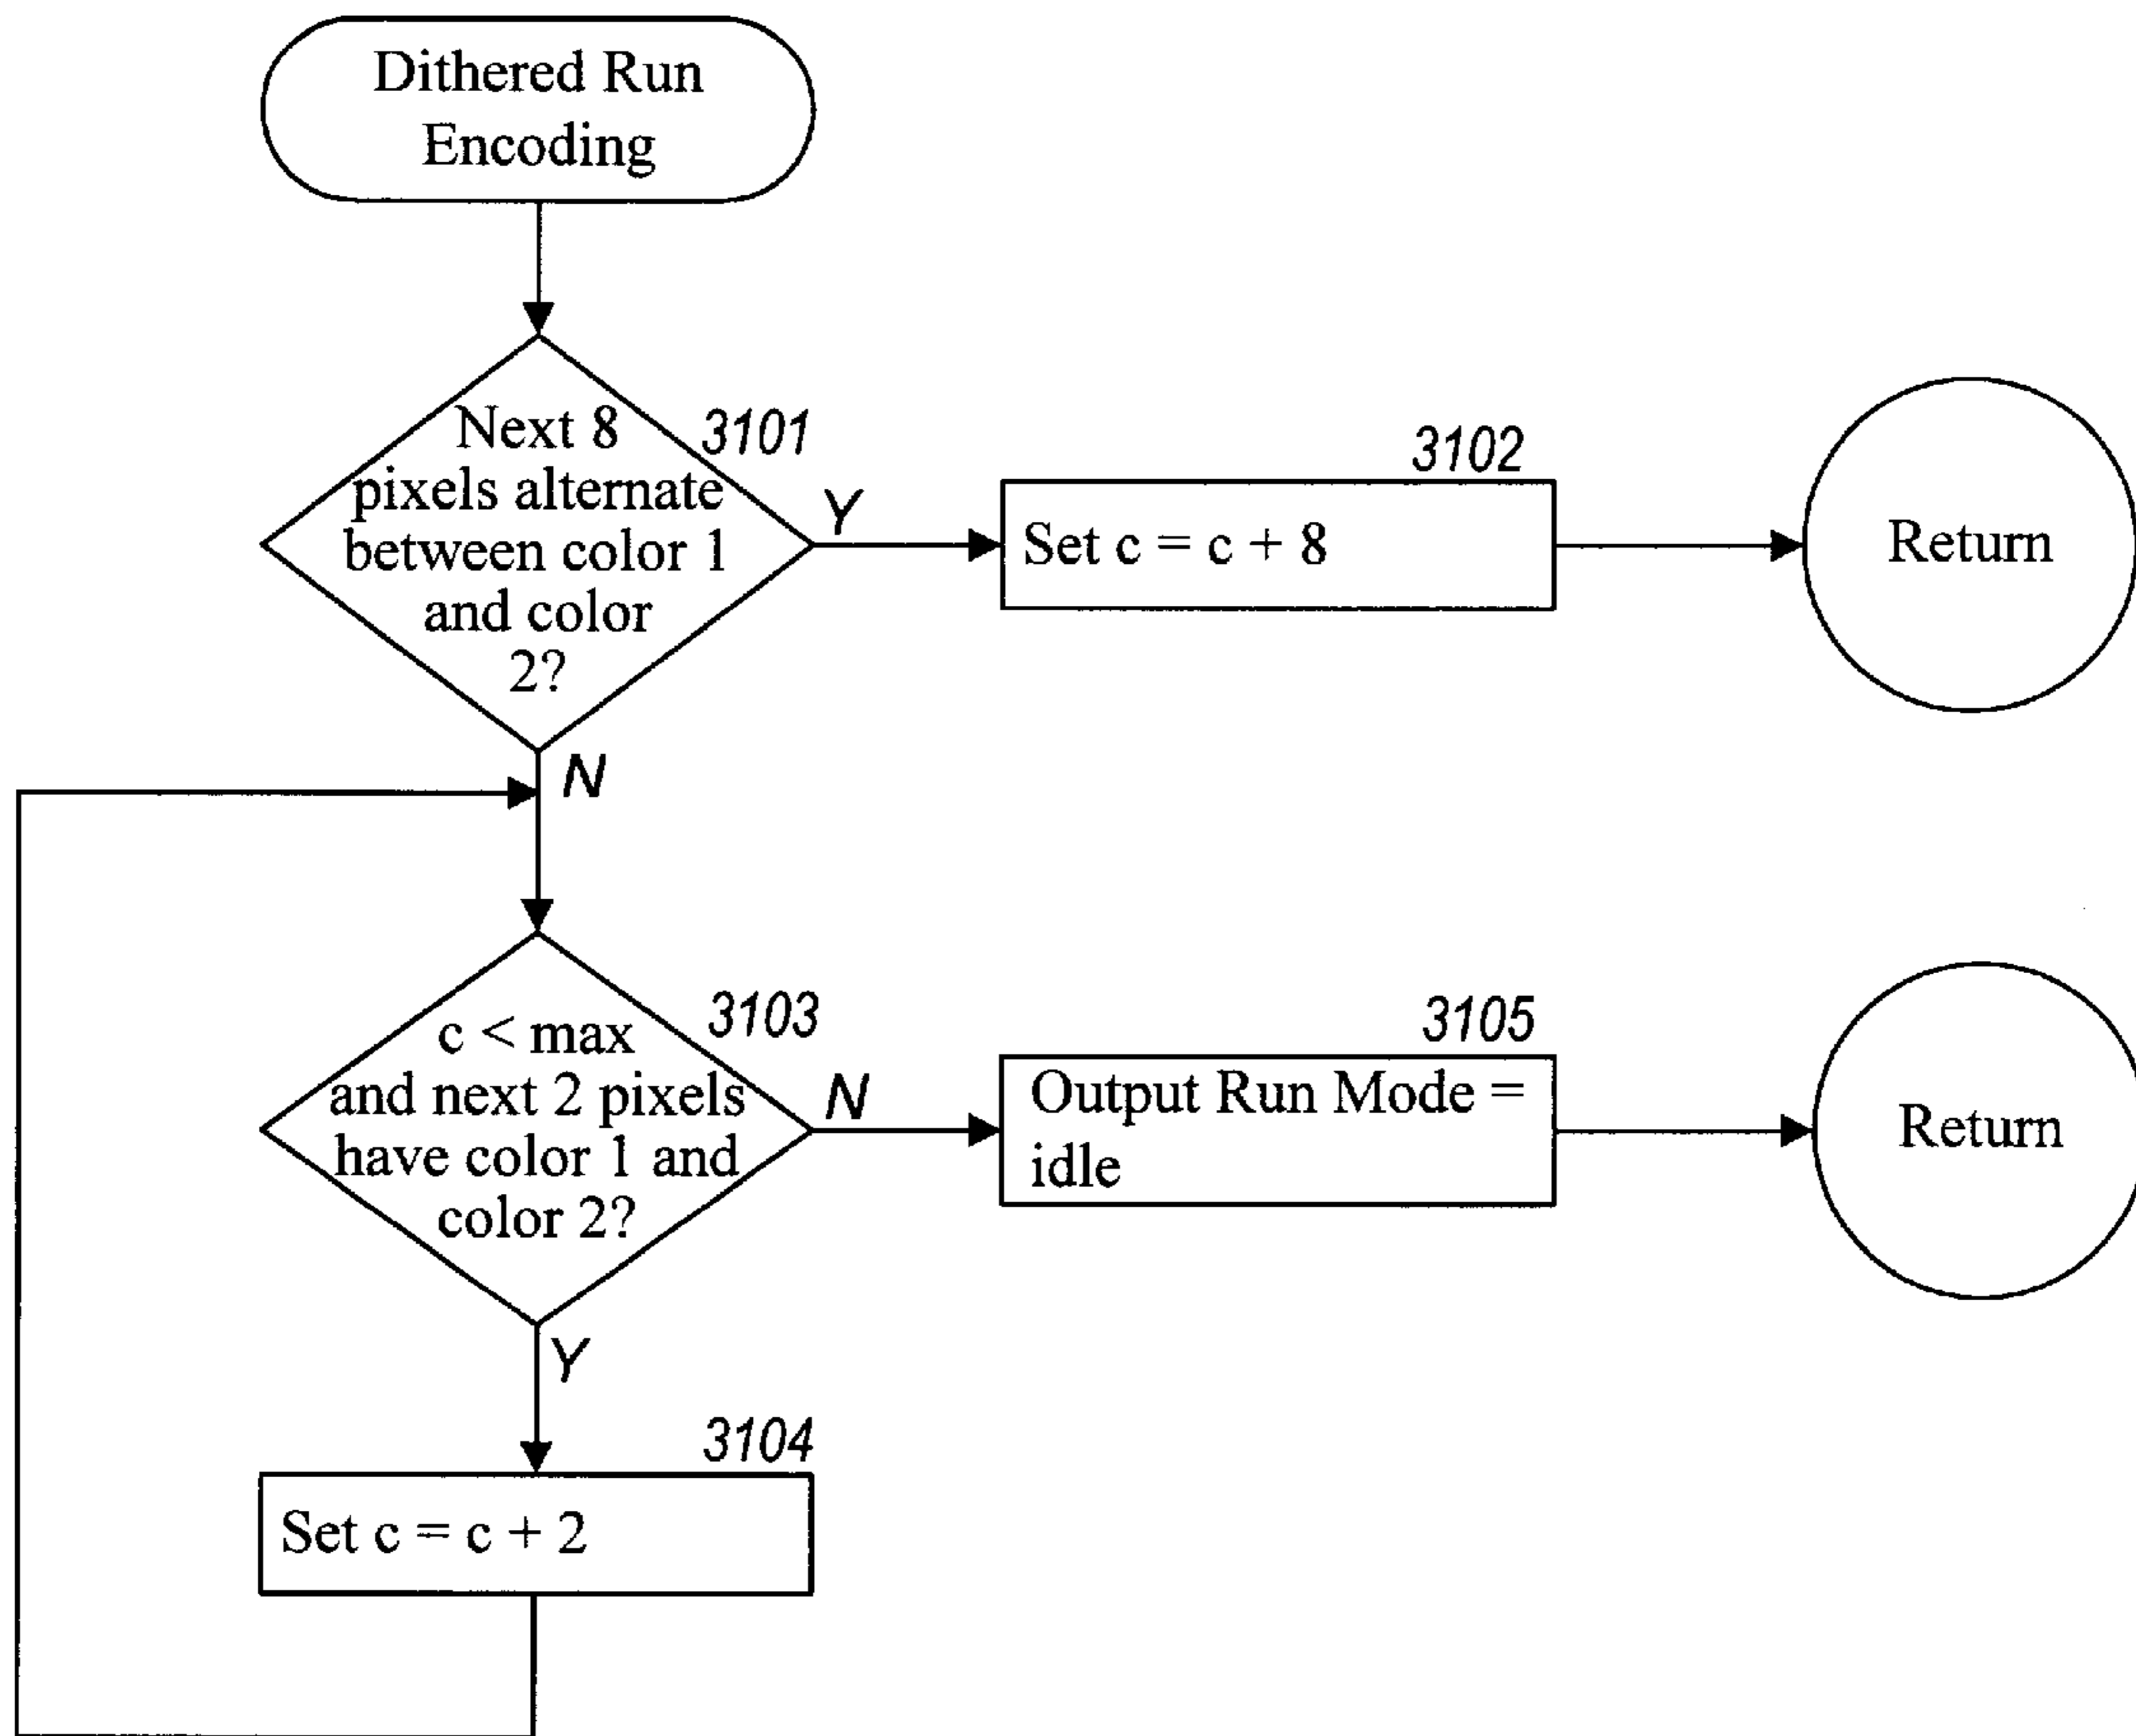 Dithered Run
Encoding
Next 8
pixels alternate
between color 1
and color
2?
3101
Y
3102
Set c = c + 8
Return
N
c < max
and next 2 pixels
have color 1 and
color 2?
3103
N
3105
Output Run Mode =
idle
Return
Y
3104
Set c = c + 2